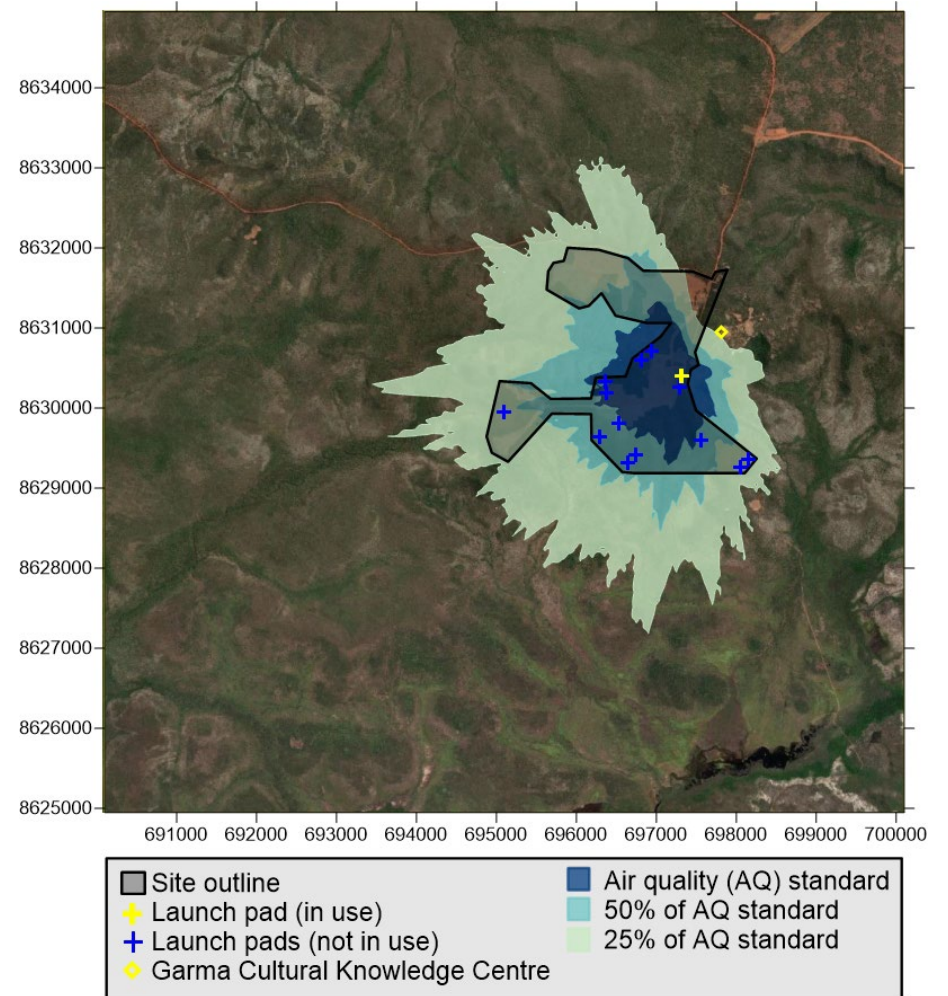 8634000
8633000
8632000
8631000
8630000
8629000
8628000
8627000
8626000
8625000
691000 692000 693000 694000 695000 696000 697000 698000 699000 700000
Site outline
Launch pad (in use)
Launch pads (not in use)
Garma Cultural Knowledge Centre
Air quality (AQ) standard
50% of AQ standard
25% of AQ standard